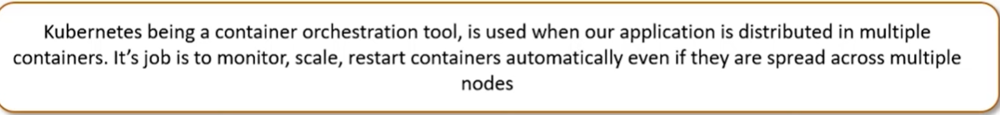 Kubernetes being a container orchestration tool, is used when our application is distributed in multiple
containers. It’s job is to monitor, scale, restart containers automatically even if they are spread across multiple
nodes